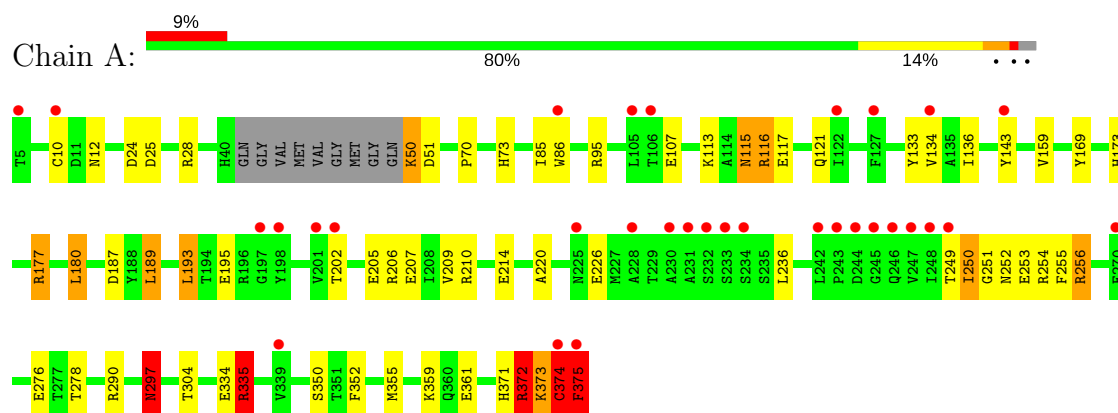 9%
Chain A:
80% 14% • • •
T5 C10 D11 N12 D24 D25 R28 H40 GLN GLY VAL MET VAL GLY MET GLY GLN K50 D51 P70 H73 I85 W86 R95 L105 T106 E107 K113 A114 N115 R116 E117 Q121 I122 F127 Y133 V134 A135 I136 Y143 V159 Y169 H173
R177 L180 D187 Y188 L189 L193 T194 E195 R196 G197 Y198 V201 T202 E205 R206 E207 I208 V209 R210 E214 A220 N225 E226 M227 A228 T229 A230 A231 S232 S233 S234 S235 L236 L242 P243 D244 G245 Q246 V247 I248 T249 I250 G251 N252 E253 R254 F255 R256 E270
E276 T277 T278 R290 N297 T304 E334 R335 V339 S350 T351 F352 M355 K359 Q360 E361 H371 R372 K373 C374 F375